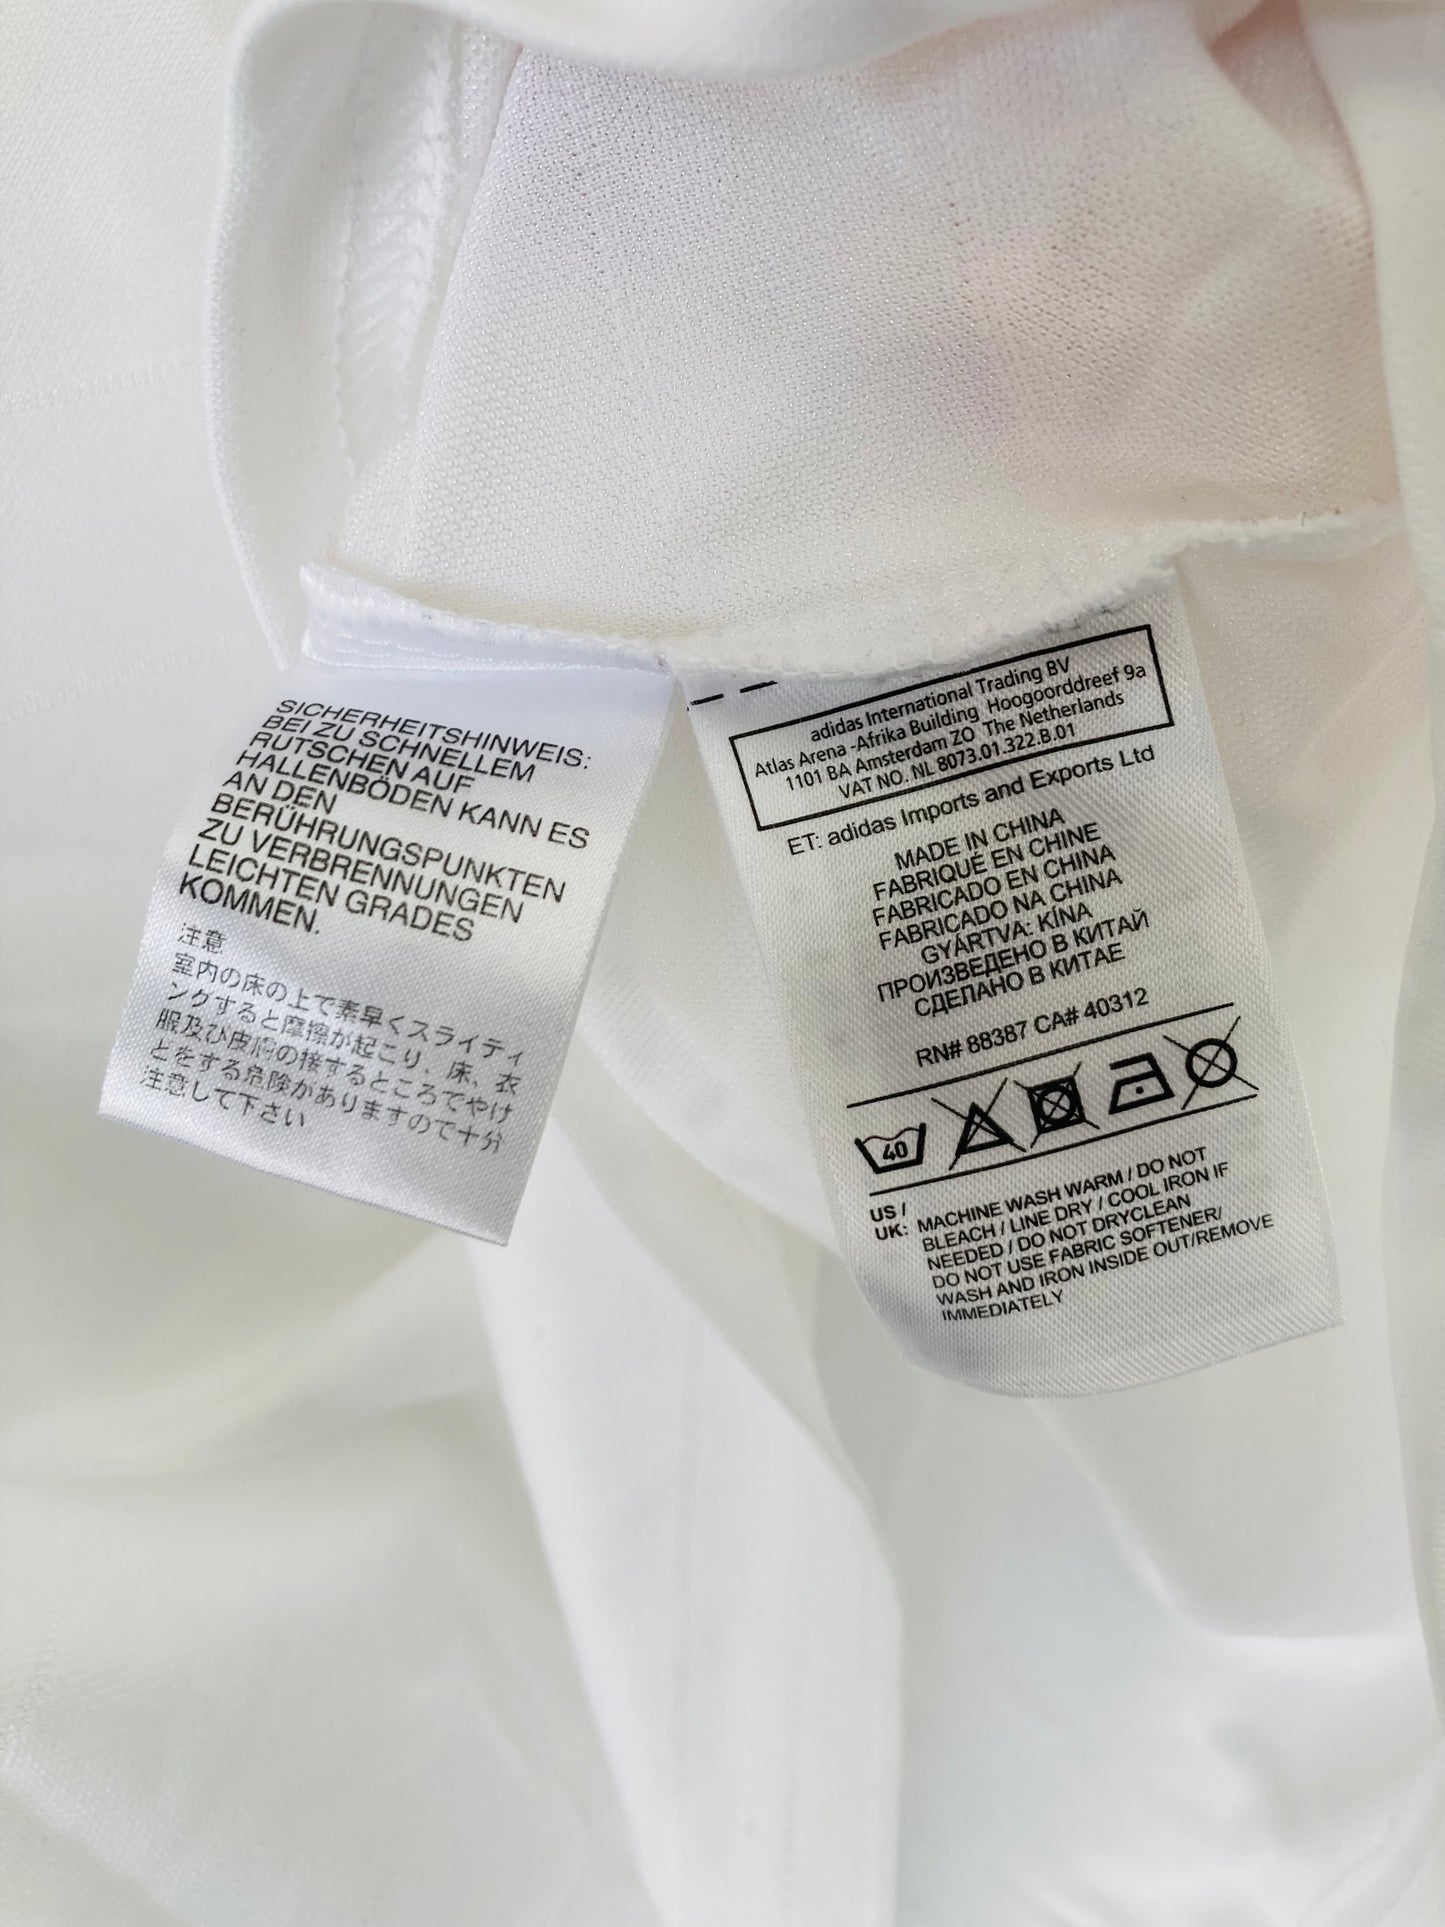 SICHERHEITSHINWEIS:
BEI ZU SCHNELLEM
RUTSCHEN AUF
HALLENBÖDEN KANN ES
AN DEN
BERÜHRUNGSPUNKTEN
ZU VERBRENNUNGEN
LEICHTEN GRADES
KOMMEN.
注意
室内の床の上で素早くスライディ
ングすると摩擦が起こり、床、衣
服及び皮膚の接するところでやけ
どをする危険がありますので十分
注意して下さい
adidas International Trading BV
Atlas Arena -Afrika Building Hoogoorddreef 9a
1101 BA Amsterdam ZO The Netherlands
VAT NO. NL 8073.01.322.B.01
ET: adidas Imports and Exports Ltd
MADE IN CHINA
FABRIQUÉ EN CHINE
FABRICADO EN CHINA
FABRICADO NA CHINA
GYÁRTVA: KÍNA
ПРОИЗВЕДЕНО В КИТАЙ
СДЕЛАНО В КИТАЕ
RN# 88387 CA# 40312
40
US / UK: MACHINE WASH WARM / DO NOT
BLEACH / LINE DRY / COOL IRON IF
NEEDED / DO NOT DRYCLEAN
DO NOT USE FABRIC SOFTENER/
WASH AND IRON INSIDE OUT/REMOVE
IMMEDIATELY